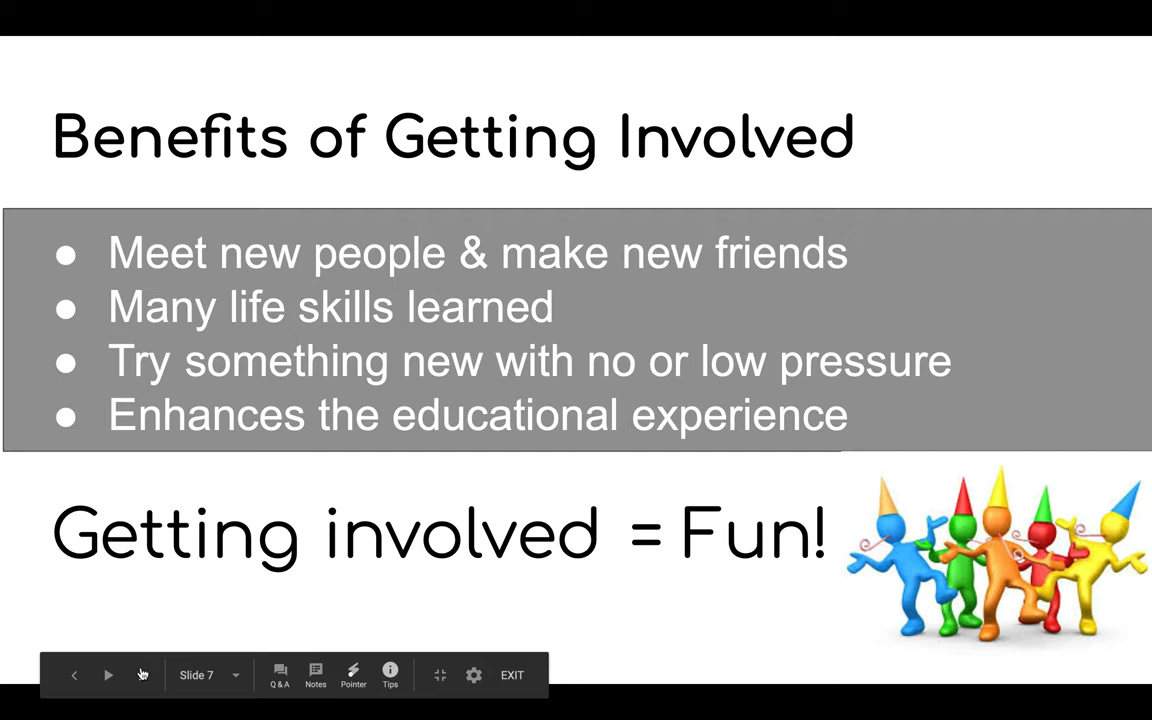 Benefits of Getting Involved
● Meet new people & make new friends
● Many life skills learned
● Try something new with no or low pressure
● Enhances the educational experience
Getting involved = Fun!
Slide 7
Q & A Notes Pointer Tips
EXIT